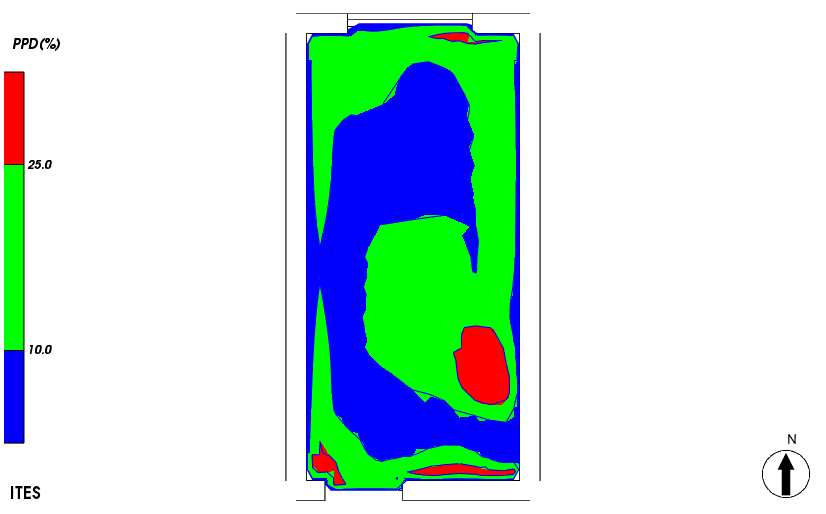 PPD(%)
25.0
10.0
N
ITES